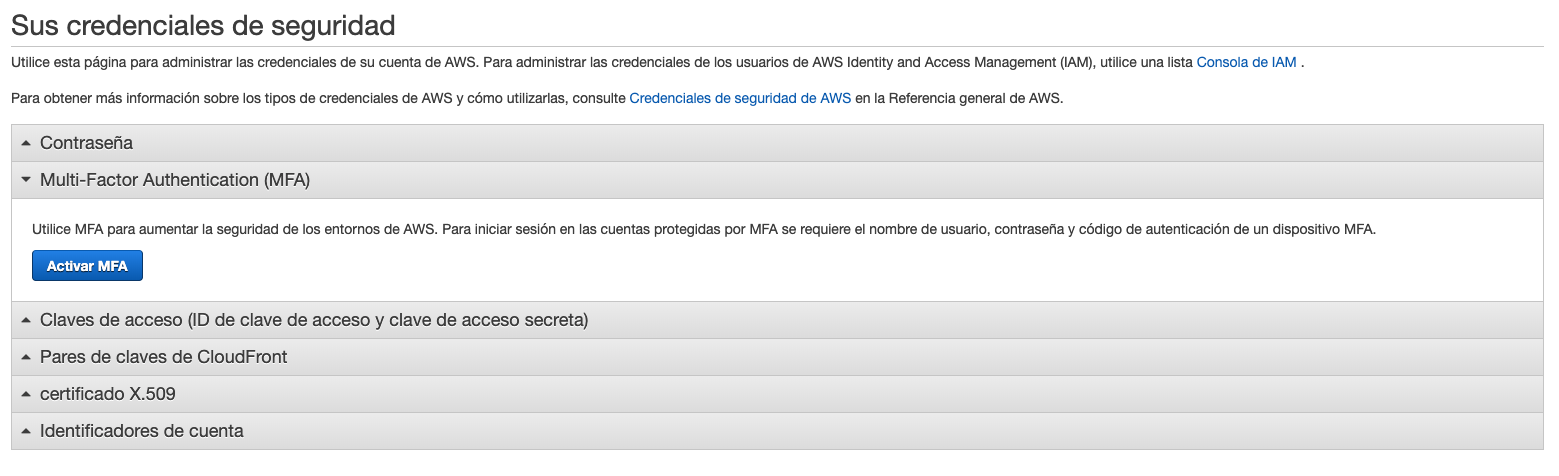 Sus credenciales de seguridad
Utilice esta página para administrar las credenciales de su cuenta de AWS. Para administrar las credenciales de los usuarios de AWS Identity and Access Management (IAM), utilice una lista Consola de IAM .
Para obtener más información sobre los tipos de credenciales de AWS y cómo utilizarlas, consulte Credenciales de seguridad de AWS en la Referencia general de AWS.
Contraseña
Multi-Factor Authentication (MFA)
Utilice MFA para aumentar la seguridad de los entornos de AWS. Para iniciar sesión en las cuentas protegidas por MFA se requiere el nombre de usuario, contraseña y código de autenticación de un dispositivo MFA.
Activar MFA
Claves de acceso (ID de clave de acceso y clave de acceso secreta)
Pares de claves de CloudFront
certificado X.509
Identificadores de cuenta